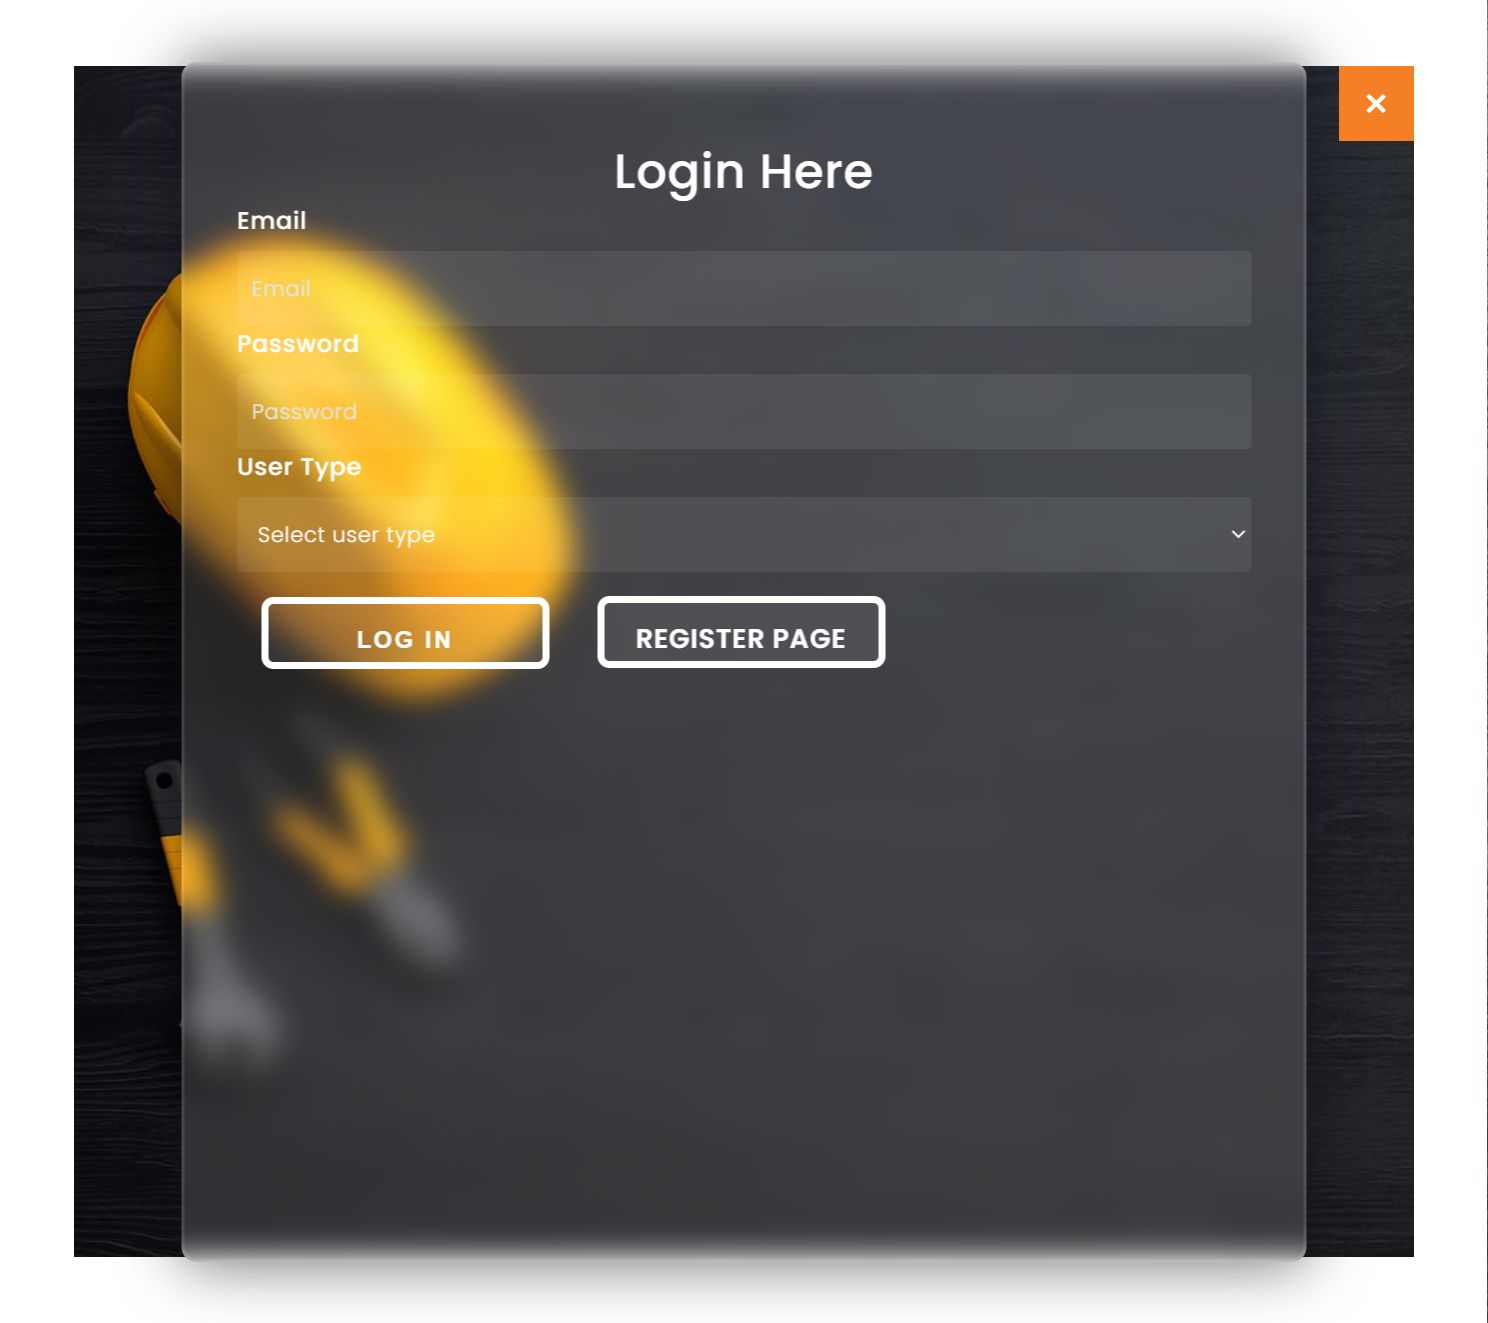 Login Here
Email
Email
Password
Password
User Type
Select user type
LOG IN
REGISTER PAGE